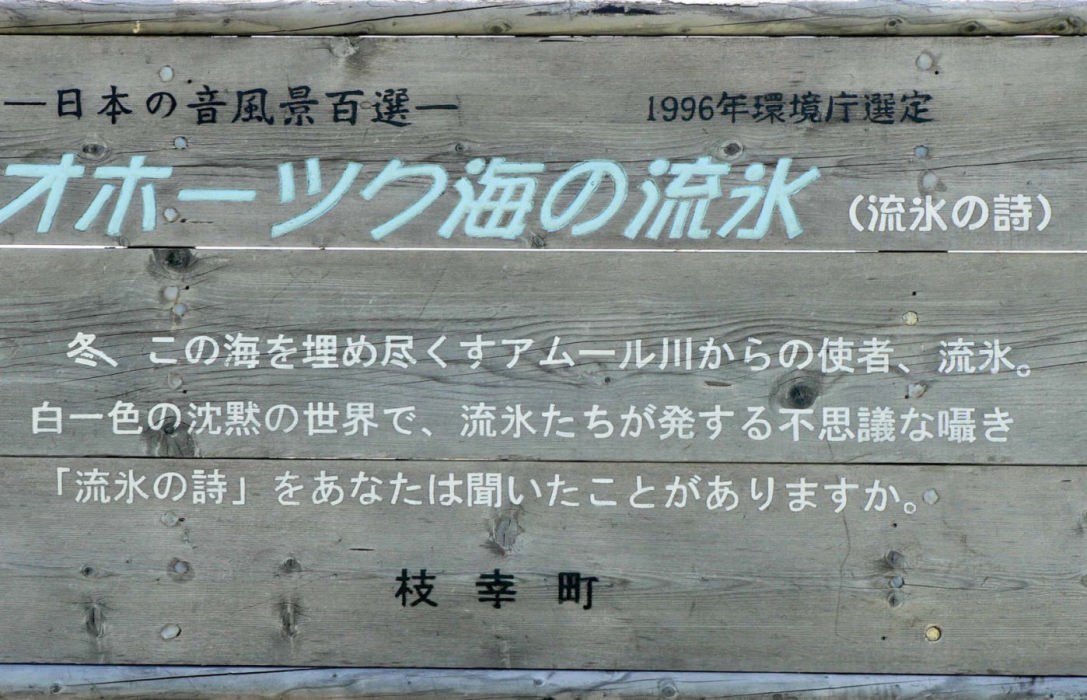 ―日本の音風景百選― 1996年環境庁選定
オホーツク海の流氷 (流氷の詩)
冬、この海を埋め尽くすアムール川からの使者、流氷。
白一色の沈黙の世界で、流氷たちが発する不思議な囁き
「流氷の詩」をあなたは聞いたことがありますか。
枝幸町